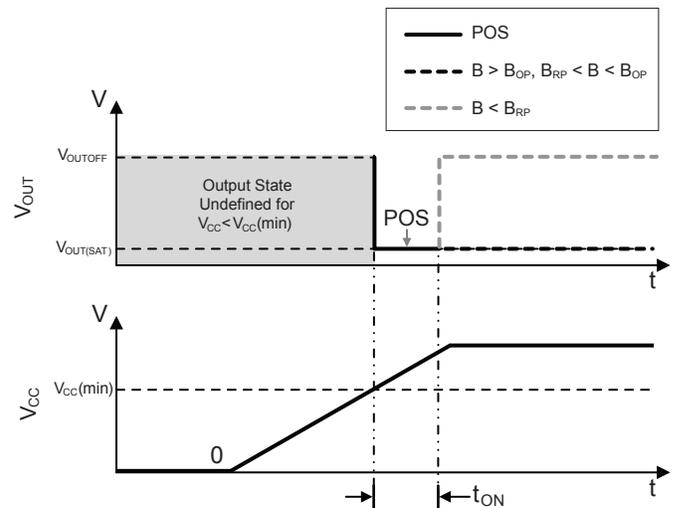 POS
B > BOP, BRP < B < BOP
B < BRP
V
VOUTOFF
Output State
Undefined for
VCC< VCC(min)
VOUT
POS
VOUT(SAT)
t
V
VCC(min)
VCC
0
t
tON